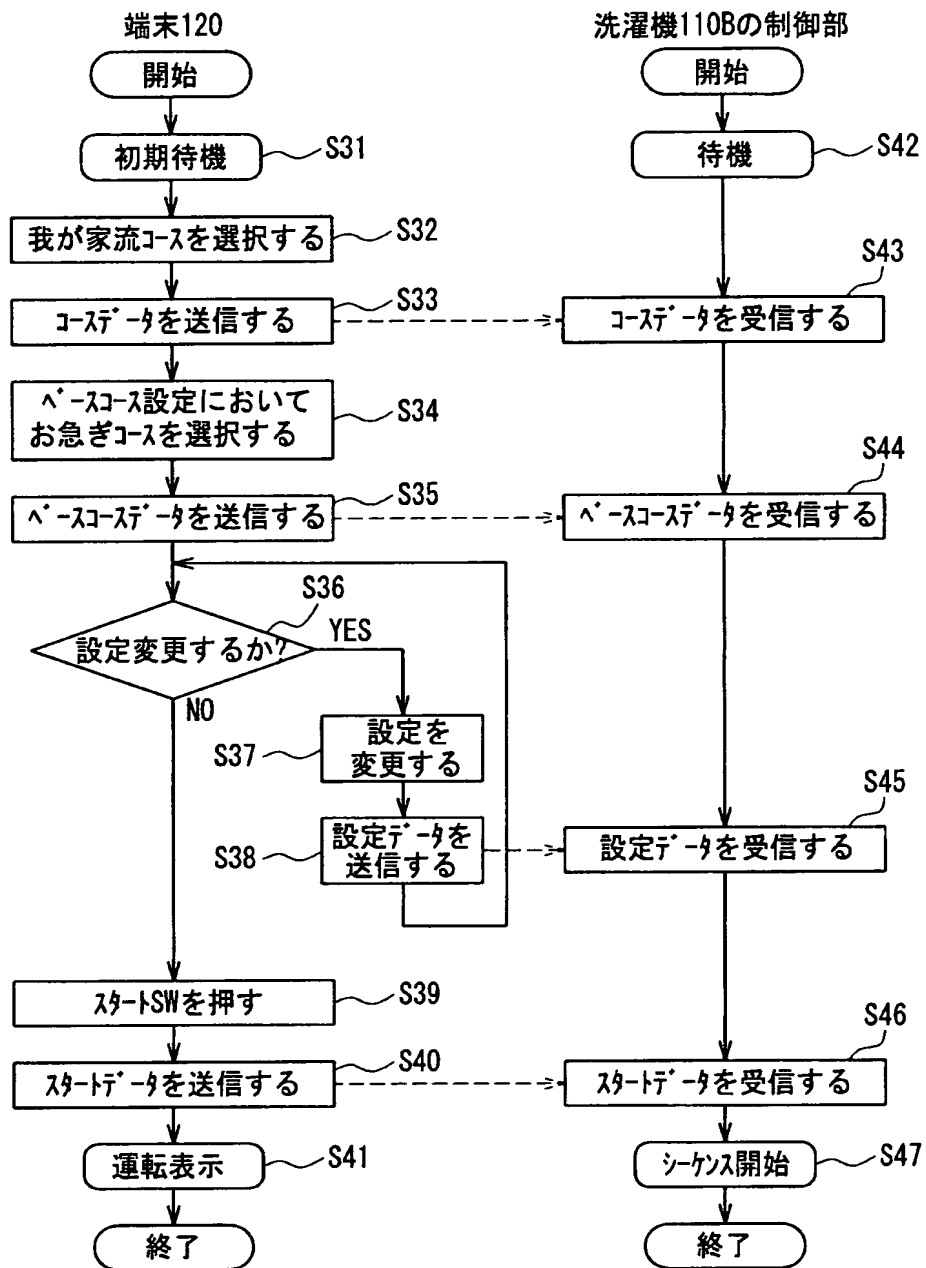 端末120
開始
初期待機
S31
我が家流コースを選択する
S32
コースデータを送信する
S33
ベースコース設定において
お急ぎコースを選択する
S34
ベースコースデータを送信する
S35
設定変更するか?
S36
YES
NO
設定を
変更する
S37
設定データを
送信する
S38
スタートSWを押す
S39
スタートデータを送信する
S40
運転表示
S41
終了
洗濯機110Bの制御部
開始
待機
S42
コースデータを受信する
S43
ベースコースデータを受信する
S44
設定データを受信する
S45
スタートデータを受信する
S46
シーケンス開始
S47
終了